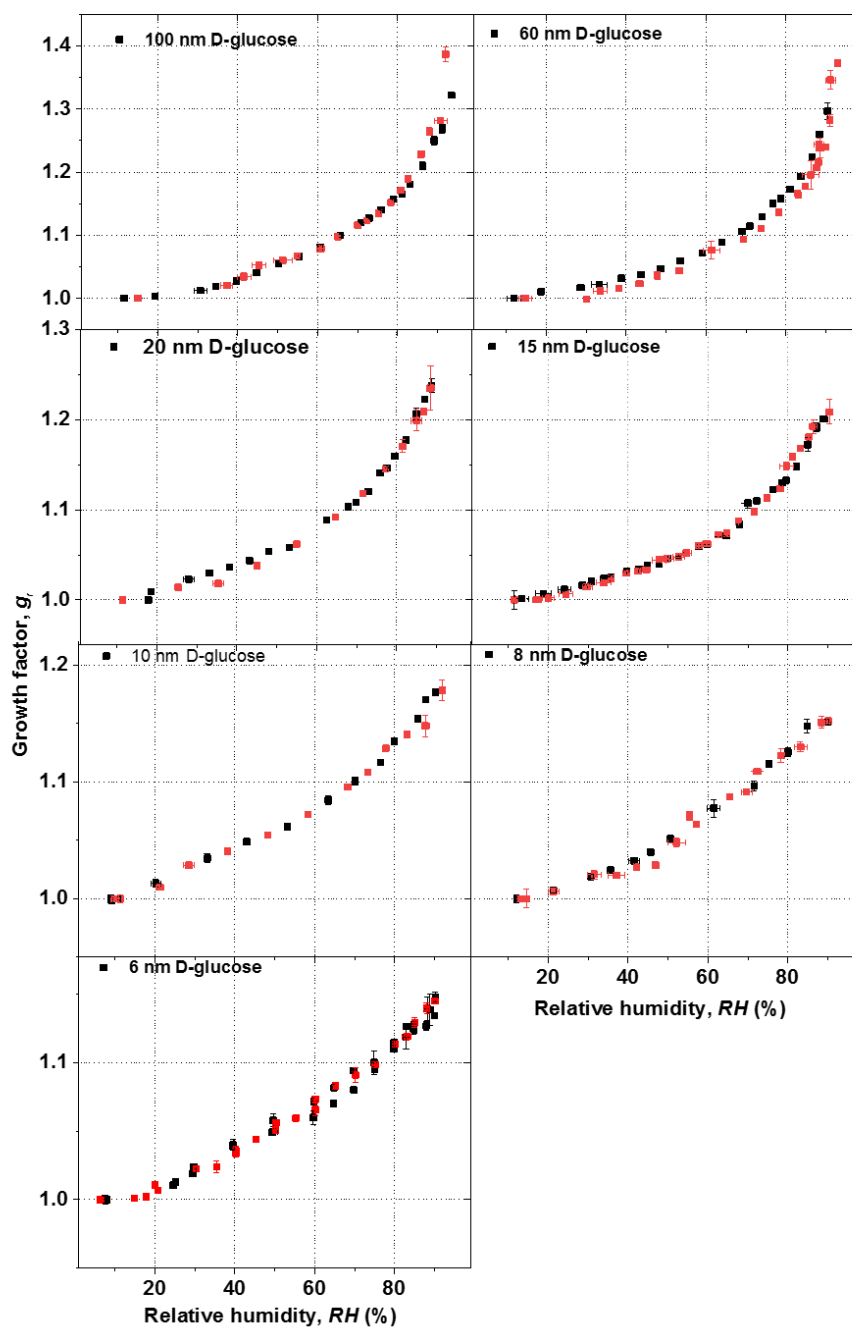 100 nm D-glucose
60 nm D-glucose
1.4
1.3
1.2
1.1
1.0
1.3
20 nm D-glucose
15 nm D-glucose
1.2
1.1
1.0
Growth factor, gr
10 nm D-glucose
8 nm D-glucose
1.2
1.1
1.0
20 40 60 80
6 nm D-glucose
Relative humidity, RH (%)
1.1
1.0
20 40 60 80
Relative humidity, RH (%)